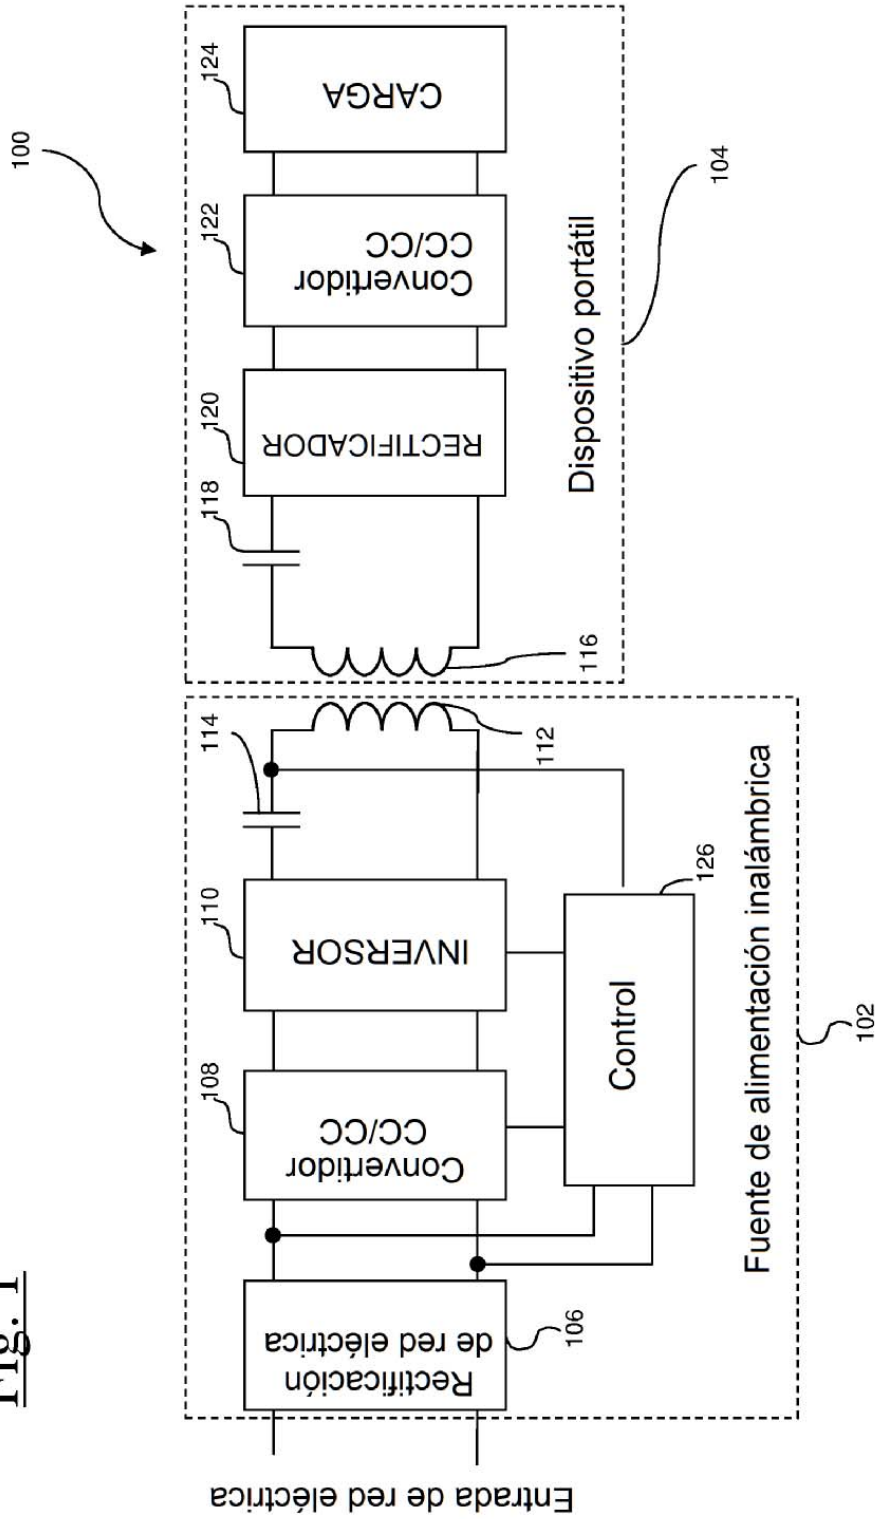 Fig. 1
100
Entrada de red eléctrica
Rectificación
de red eléctrica
106
Convertidor
CC/CC
108
INVERSOR
110
114
112
Control
126
Fuente de alimentación inalámbrica
102
116
118
RECTIFICADOR
120
Convertidor
CC/CC
122
CARGA
124
Dispositivo portátil
104